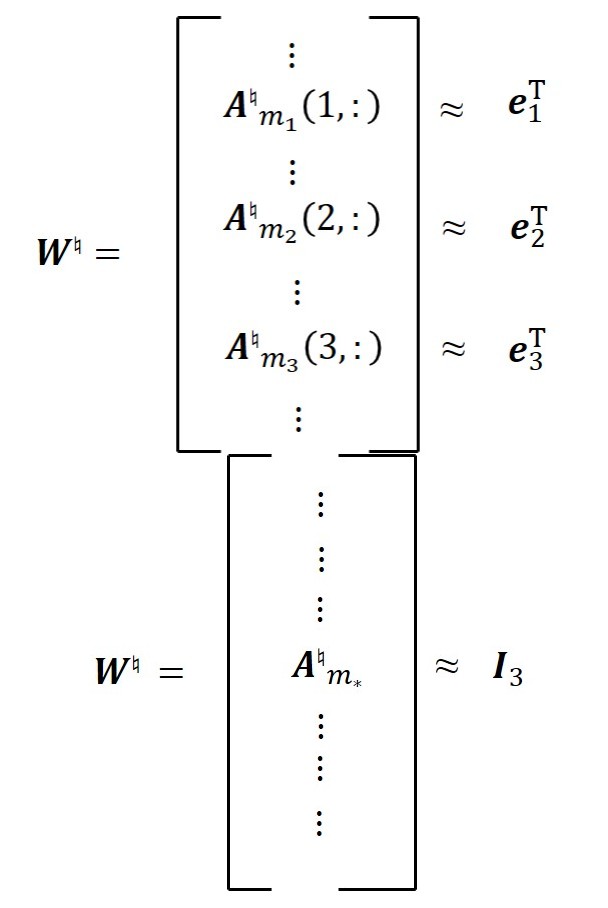 ⋮
A♮m₁(1,:) ≈ e₁ᵀ
⋮
A♮m₂(2,:) ≈ e₂ᵀ
W♮ =
⋮
A♮m₃(3,:) ≈ e₃ᵀ
⋮
⋮
⋮
⋮
W♮ = A♮m∗ ≈ I₃
⋮
⋮
⋮